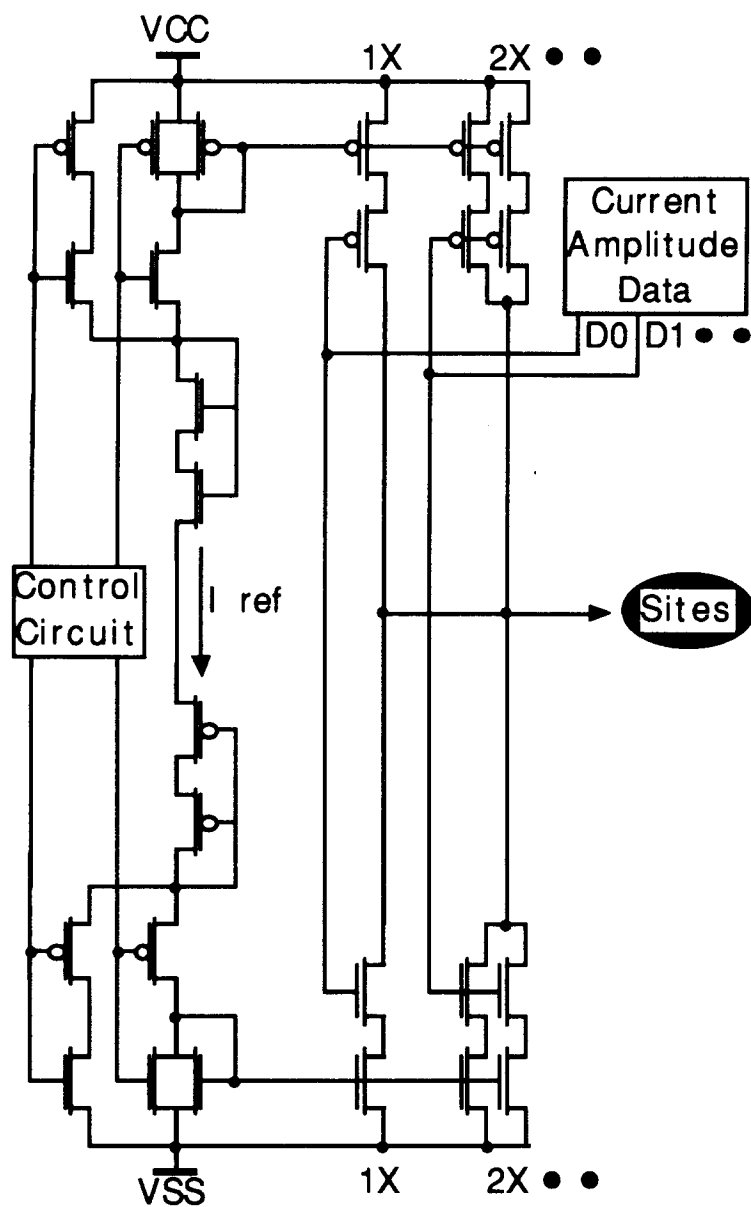 VCC
1X 2X • •
Current
Amplitude
Data
D0 D1 • •
Control
Circuit
I ref
Sites
VSS
1X 2X • •